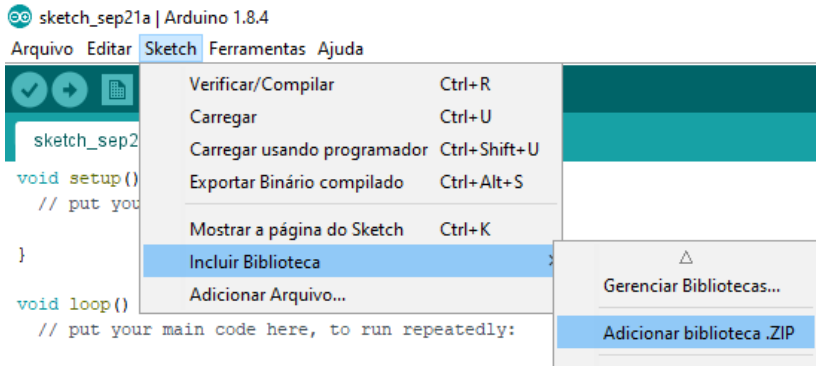 sketch_sep21a | Arduino 1.8.4
Arquivo Editar Sketch Ferramentas Ajuda
Verificar/Compilar Ctrl+R
Carregar Ctrl+U
sketch_sep2
Carregar usando programador Ctrl+Shift+U
void setup()
Exportar Binário compilado Ctrl+Alt+S
// put you
Mostrar a página do Sketch Ctrl+K
}
Incluir Biblioteca
Gerenciar Bibliotecas...
Adicionar Arquivo...
void loop()
// put your main code here, to run repeatedly:
Adicionar biblioteca .ZIP